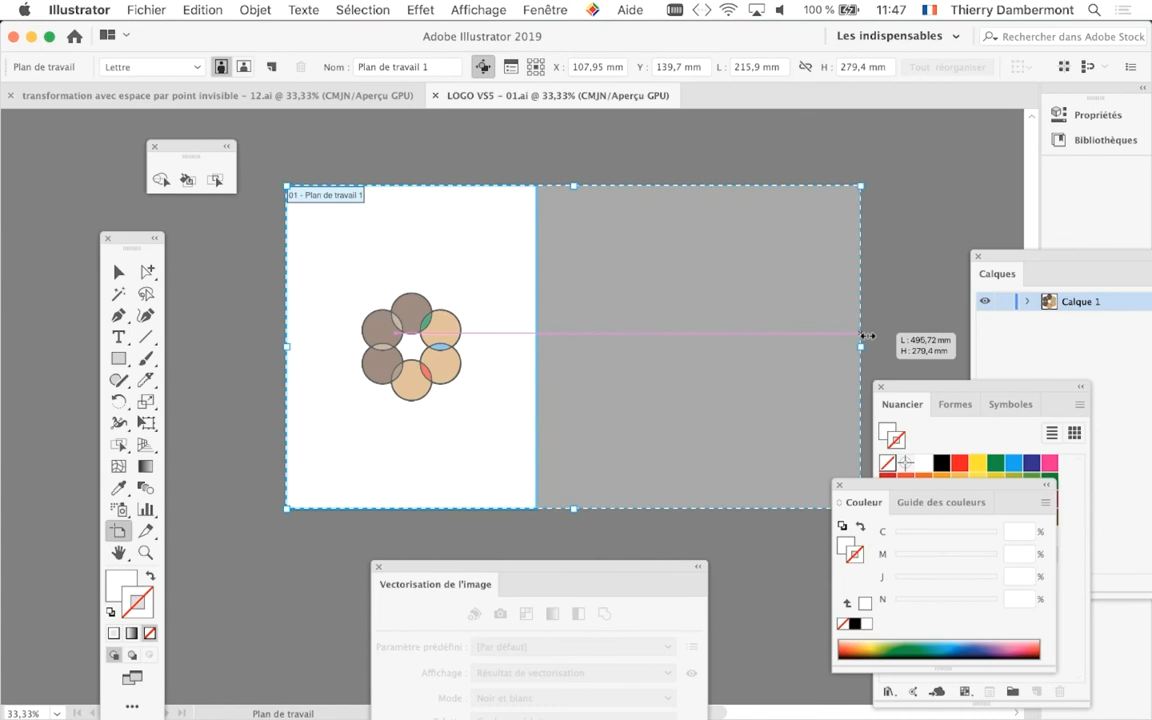 Illustrator Fichier Edition Objet Texte Sélection Effet Affichage Fenêtre Aide 100 % 11:47 Thierry Dambermont
Adobe Illustrator 2019 Les indispensables Rechercher dans Adobe Stock
Plan de travail Lettre Nom : Plan de travail 1 X : 107,95 mm Y : 139,7 mm L : 215,9 mm H : 279,4 mm Tout réorganiser
transformation avec espace par point invisible - 12.ai @ 33,33% (CMJN/Aperçu GPU) LOGO VS5 - 01.ai @ 33,33% (CMJN/Aperçu GPU)
Propriétés
Bibliothèques
01 - Plan de travail 1
Calques
Calque 1
L : 495,72 mm
H : 279,4 mm
Nuancier Formes Symboles
Couleur Guide des couleurs
C %
M %
J %
N %
Vectorisation de l'image
Paramètre prédéfini : [Par défaut]
Affichage : Résultat de vectorisation
Mode Noir et blanc
33,33% Plan de travail